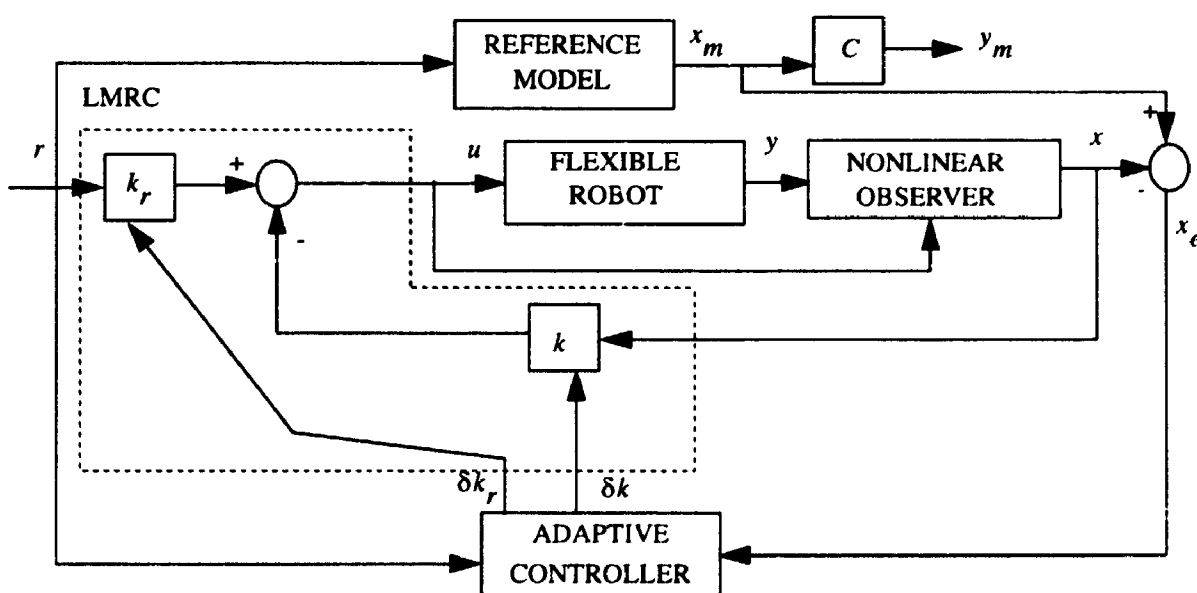 REFERENCE
MODEL
x_m
C
y_m
LMRC
r
k_r
+
-
u
FLEXIBLE
ROBOT
y
NONLINEAR
OBSERVER
x
+
-
x_e
k
δk_r
δk
ADAPTIVE
CONTROLLER